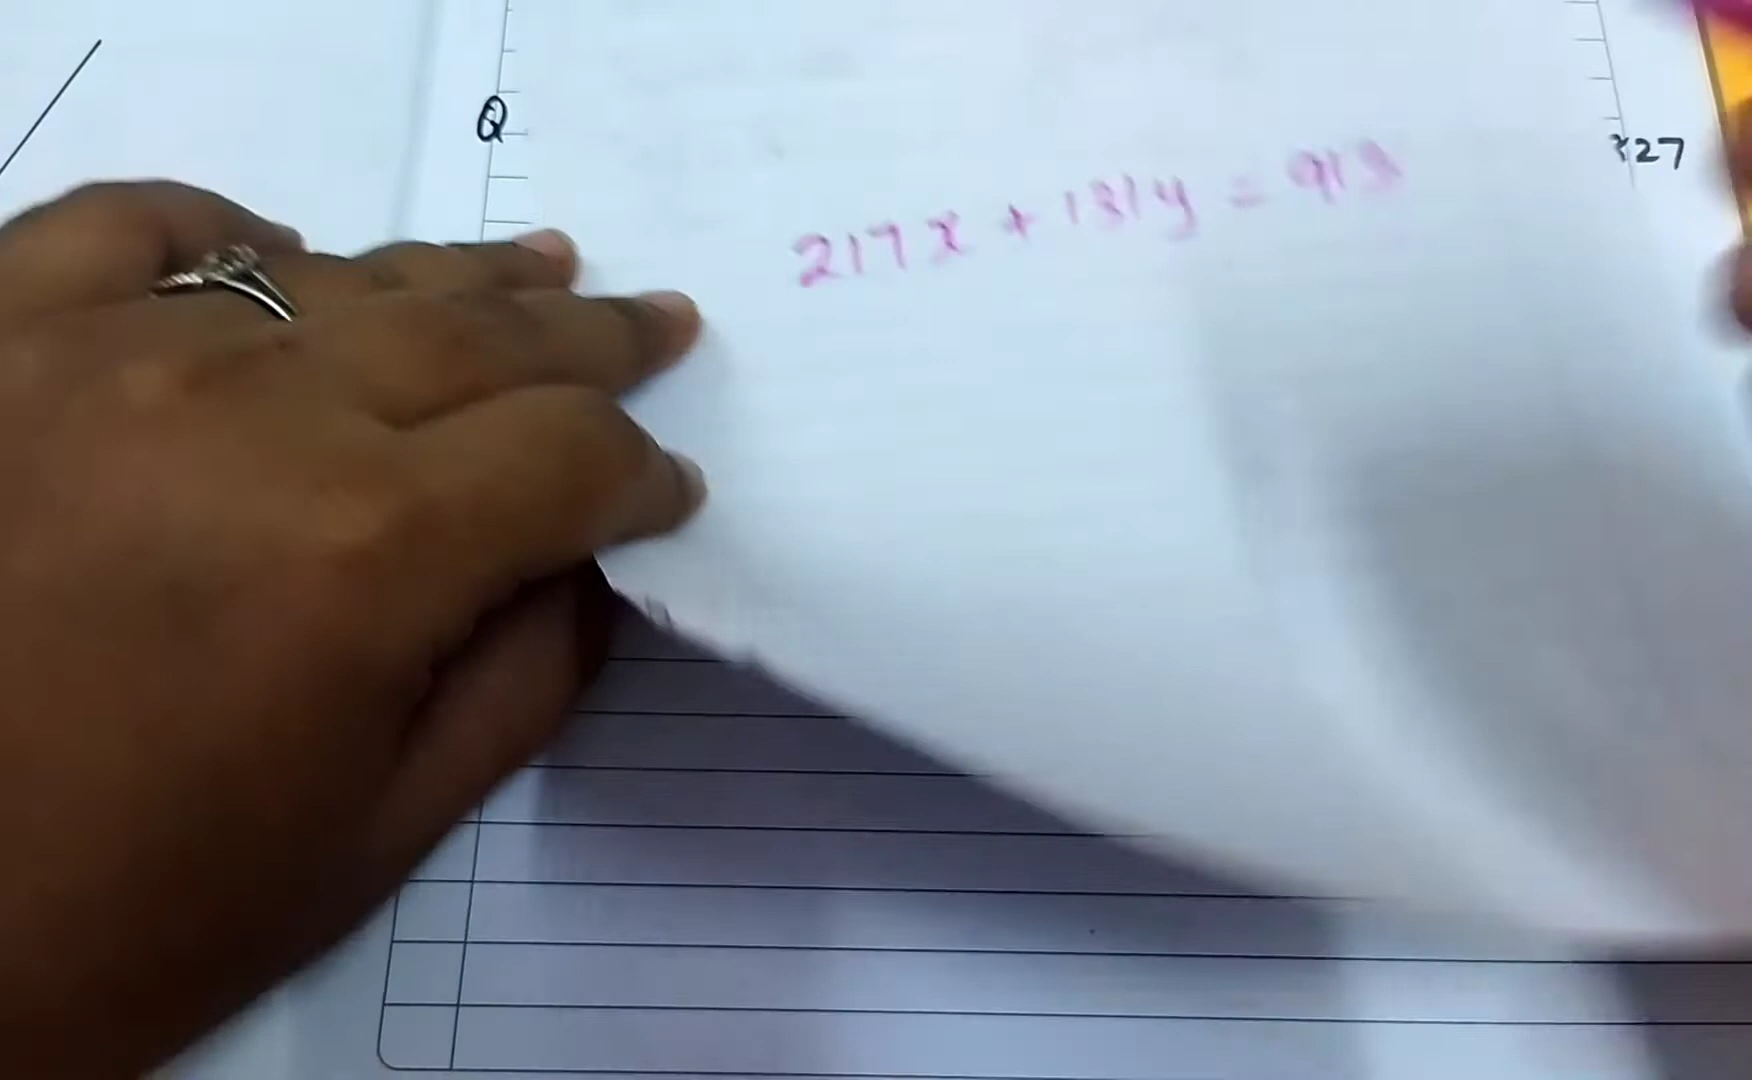 Q
₹27
217x + 131y = 913